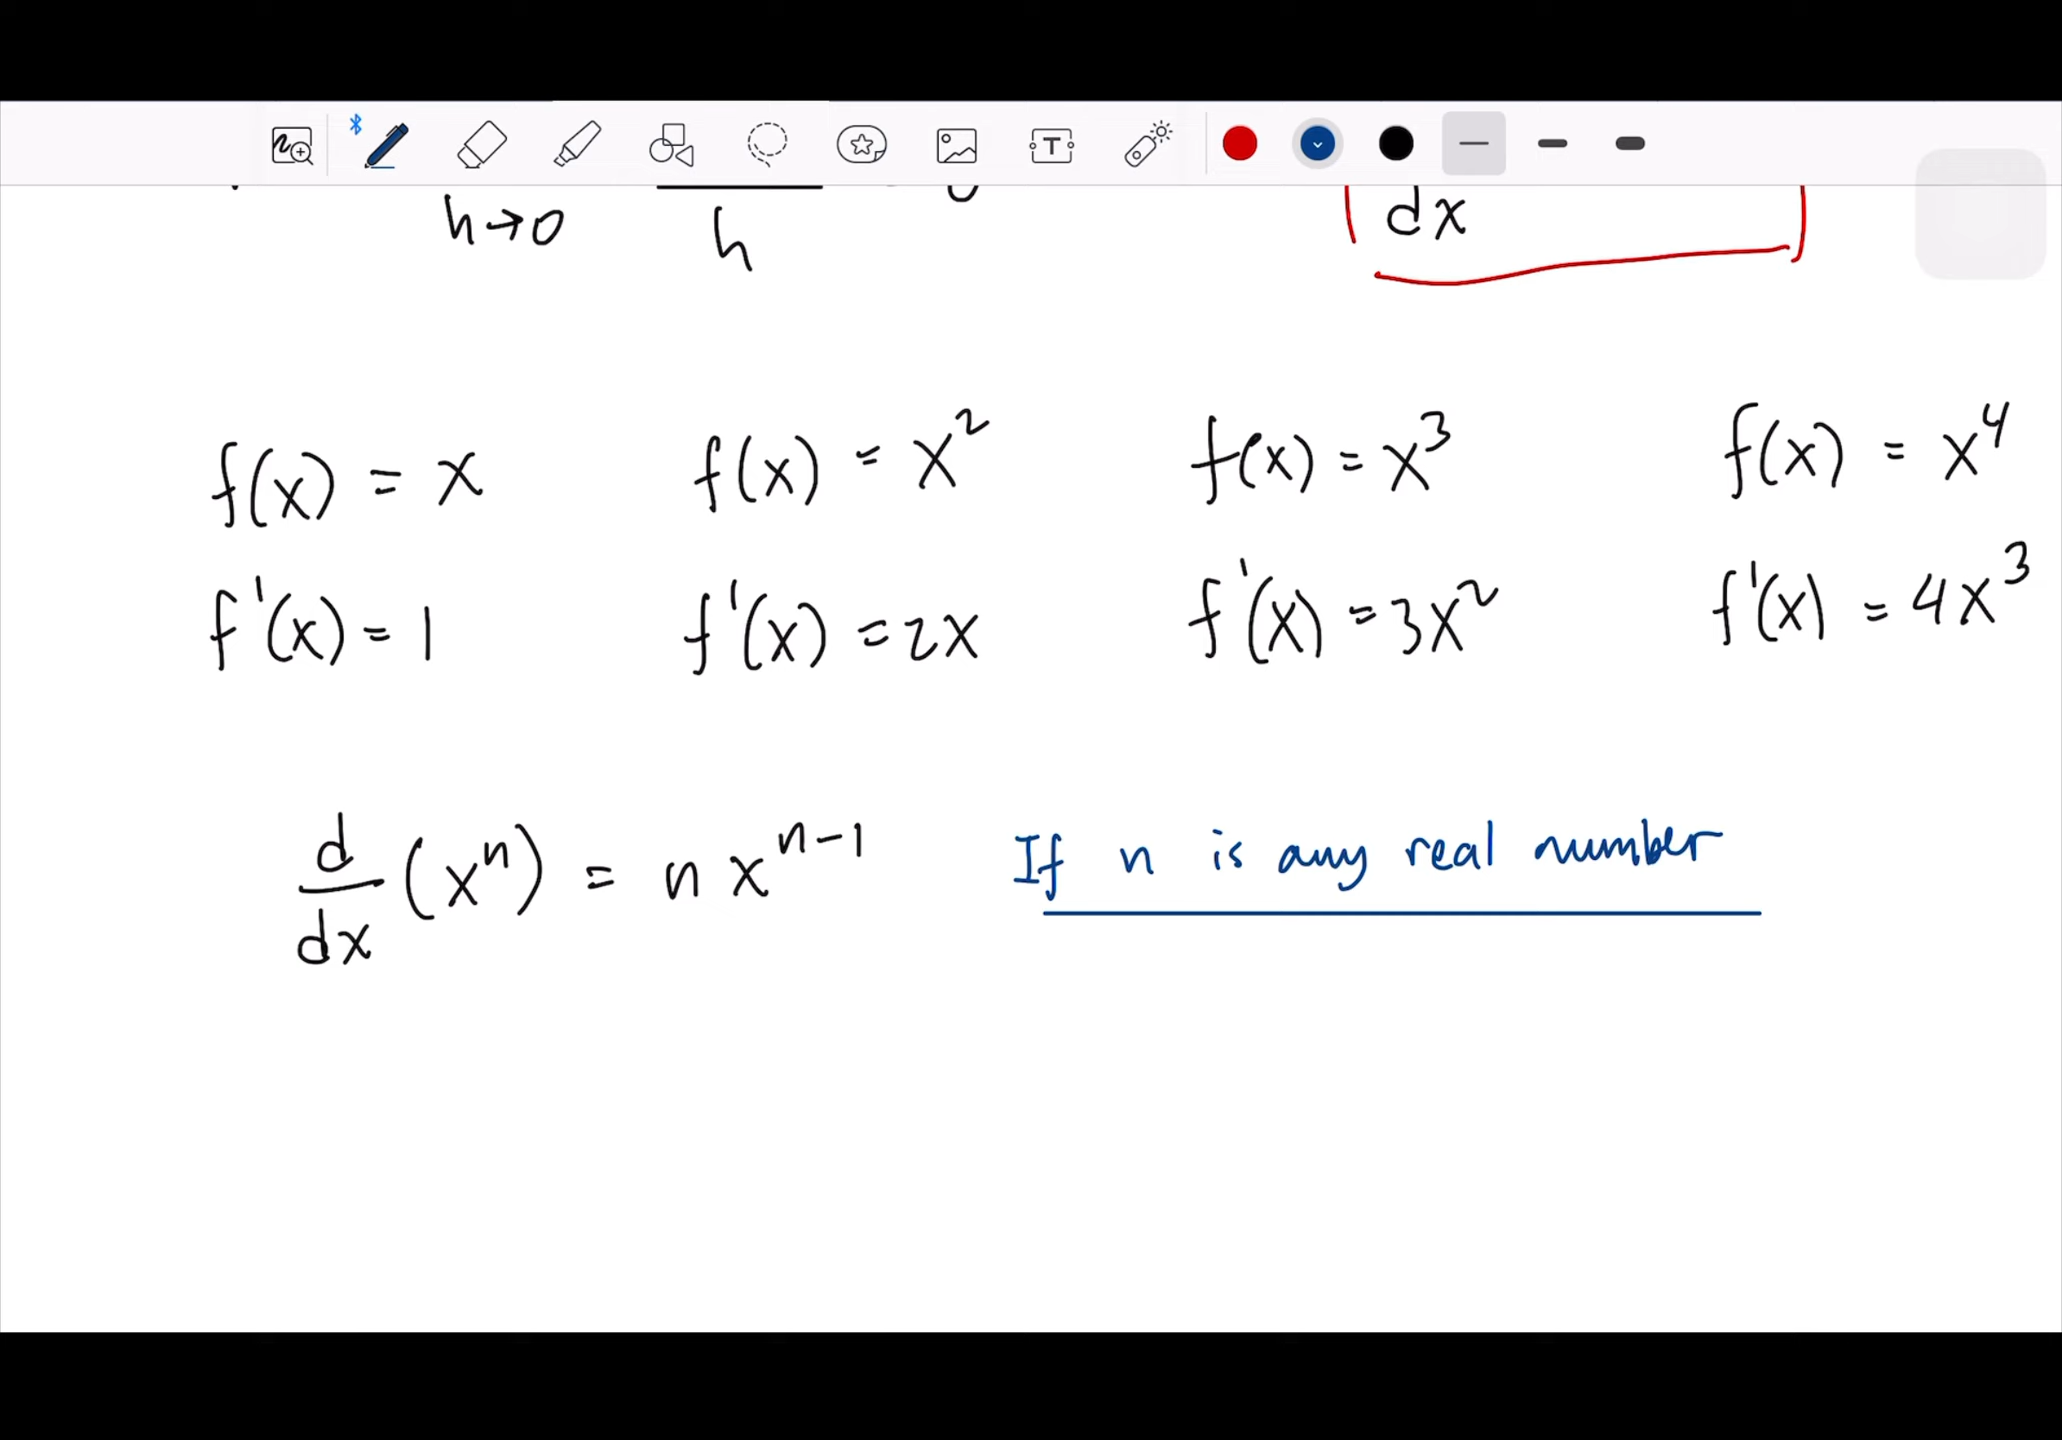 h→0 h dx
f(x) = x f(x) = x² f(x) = x³ f(x) = x⁴
f'(x) = 1 f'(x) = 2x f'(x) = 3x² f'(x) = 4x³
d/dx (xⁿ) = n xⁿ⁻¹ If n is any real number